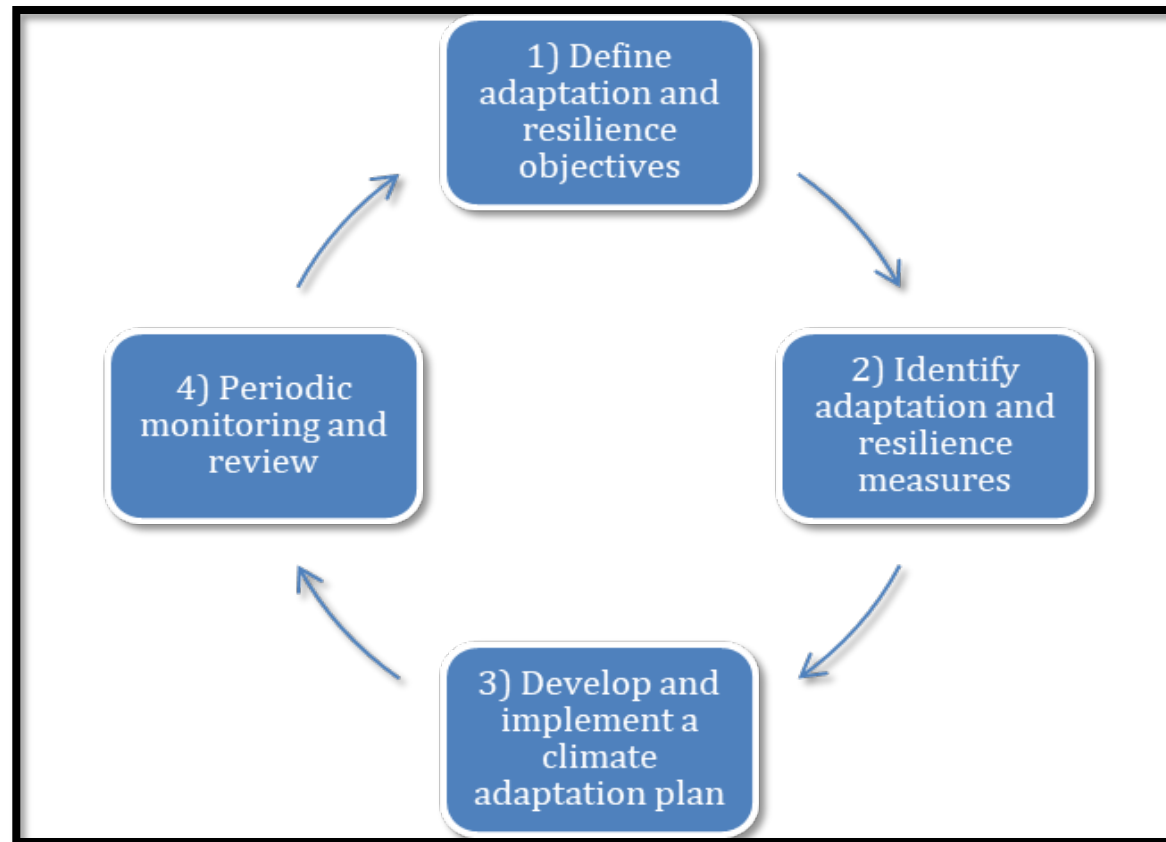 1) Define
adaptation and
resilience
objectives
2) Identify
adaptation and
resilience
measures
3) Develop and
implement a
climate
adaptation plan
4) Periodic
monitoring and
review